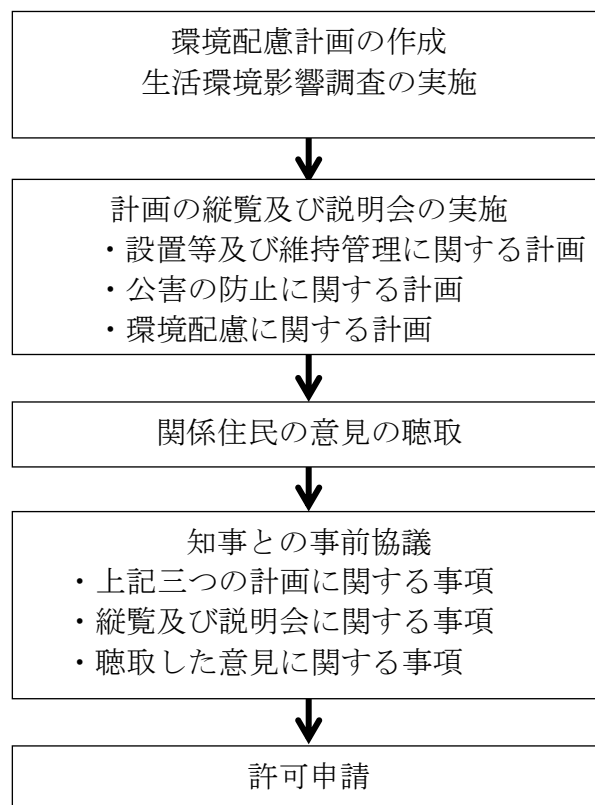 環境配慮計画の作成
生活環境影響調査の実施
計画の縦覧及び説明会の実施
・設置等及び維持管理に関する計画
・公害の防止に関する計画
・環境配慮に関する計画
関係住民の意見の聴取
知事との事前協議
・上記三つの計画に関する事項
・縦覧及び説明会に関する事項
・聴取した意見に関する事項
許可申請